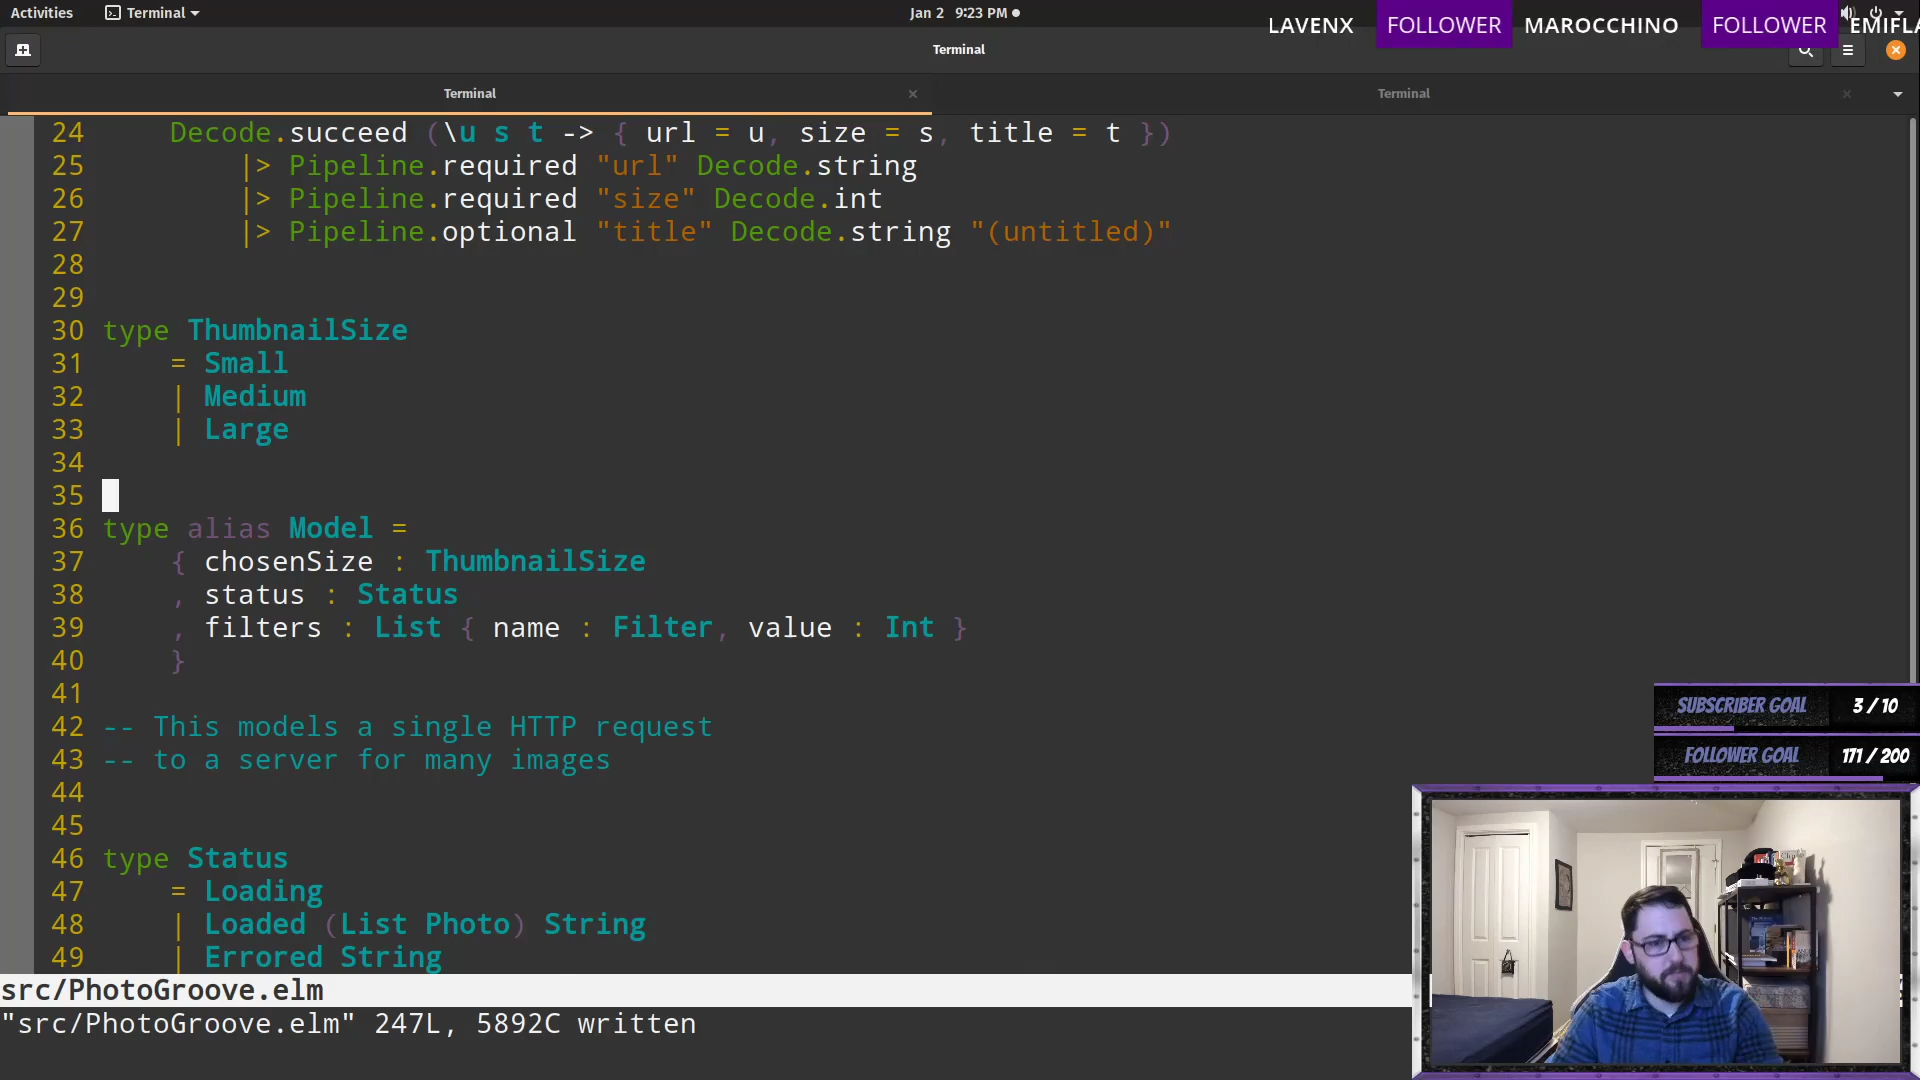 Activities
Terminal
Jan 2 9:23 PM
LAVENX FOLLOWER MAROCCHINO FOLLOWER EMIFLA
Terminal
Terminal
Terminal
24 Decode.succeed (\u s t -> { url = u, size = s, title = t })
25 |> Pipeline.required "url" Decode.string
26 |> Pipeline.required "size" Decode.int
27 |> Pipeline.optional "title" Decode.string "(untitled)"
28
29
30 type ThumbnailSize
31 = Small
32 | Medium
33 | Large
34
35
36 type alias Model =
37 { chosenSize : ThumbnailSize
38 , status : Status
39 , filters : List { name : Filter, value : Int }
40 }
41
42 -- This models a single HTTP request
43 -- to a server for many images
44
45
46 type Status
47 = Loading
48 | Loaded (List Photo) String
49 | Errored String
src/PhotoGroove.elm
"src/PhotoGroove.elm" 247L, 5892C written
SUBSCRIBER GOAL 3 / 10
FOLLOWER GOAL 171 / 200